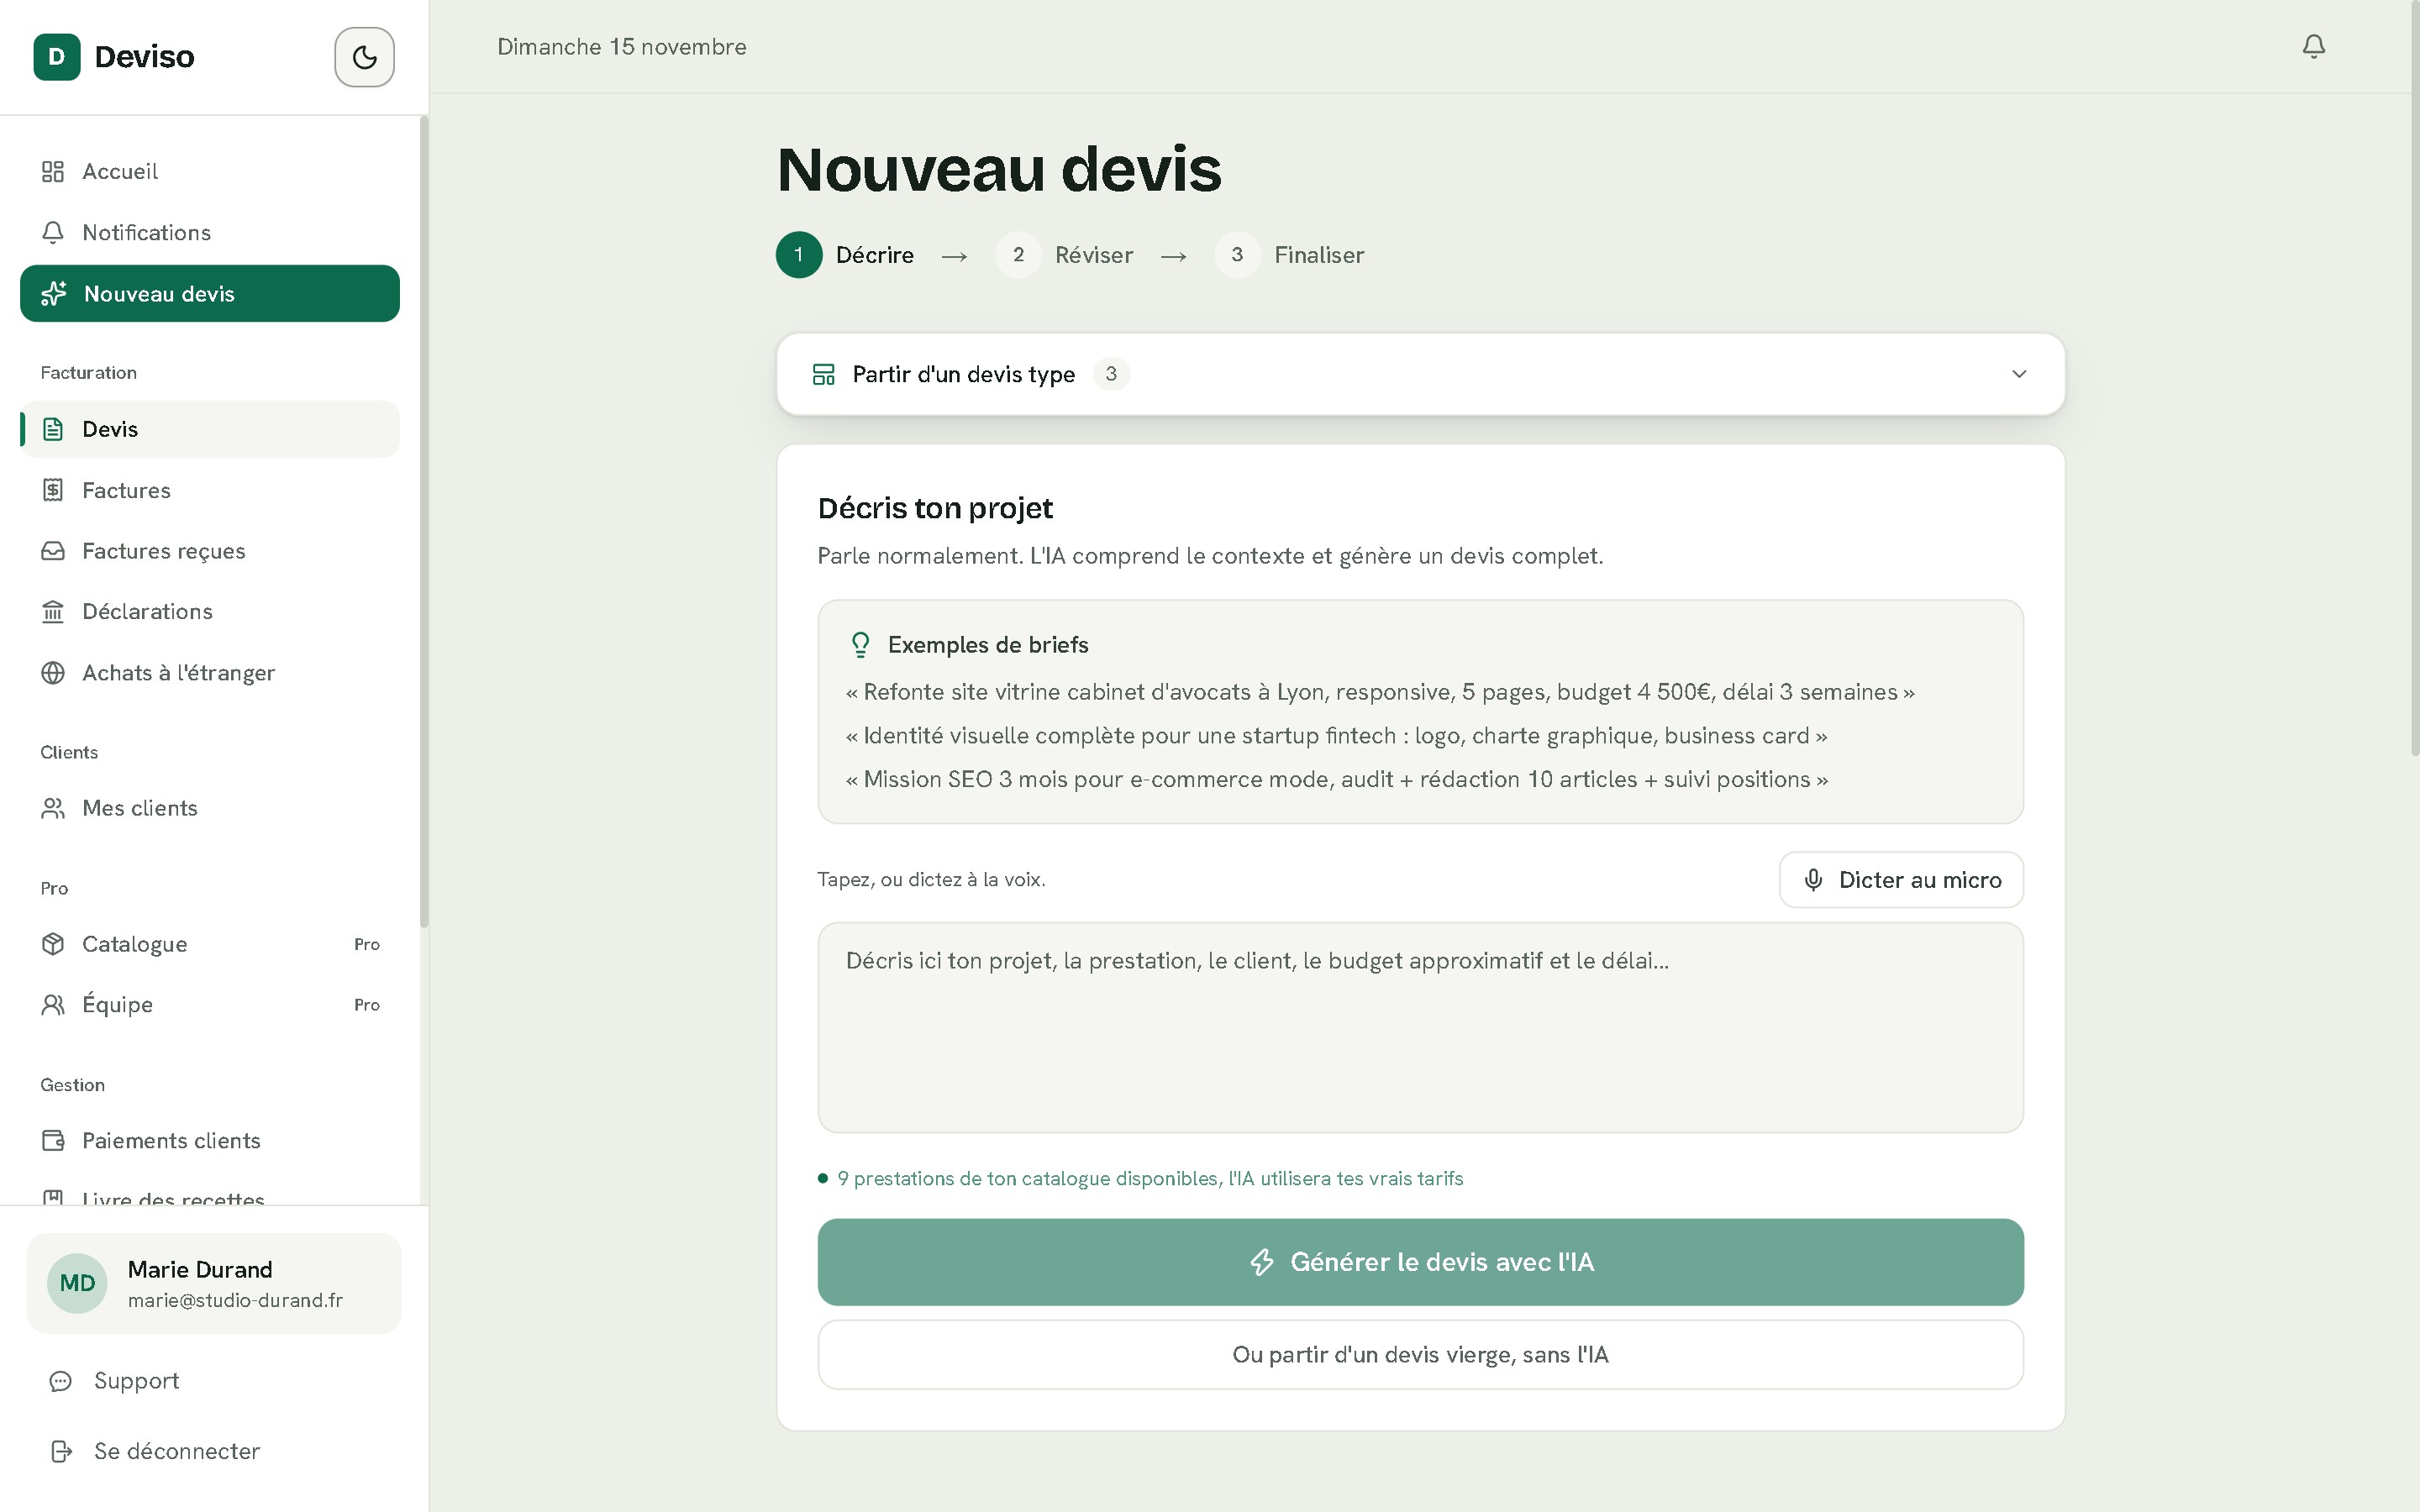 D Deviso
Dimanche 15 novembre
Accueil
Notifications
Nouveau devis
Facturation
Devis
Factures
Factures reçues
Déclarations
Achats à l'étranger
Clients
Mes clients
Pro
Catalogue Pro
Équipe Pro
Gestion
Paiements clients
Livre des recettes
MD Marie Durand
marie@studio-durand.fr
Support
Se déconnecter
Nouveau devis
1 Décrire → 2 Réviser → 3 Finaliser
Partir d'un devis type 3
Décris ton projet
Parle normalement. L'IA comprend le contexte et génère un devis complet.
Exemples de briefs
« Refonte site vitrine cabinet d'avocats à Lyon, responsive, 5 pages, budget 4 500€, délai 3 semaines »
« Identité visuelle complète pour une startup fintech : logo, charte graphique, business card »
« Mission SEO 3 mois pour e-commerce mode, audit + rédaction 10 articles + suivi positions »
Tapez, ou dictez à la voix.
Dicter au micro
Décris ici ton projet, la prestation, le client, le budget approximatif et le délai...
9 prestations de ton catalogue disponibles, l'IA utilisera tes vrais tarifs
Générer le devis avec l'IA
Ou partir d'un devis vierge, sans l'IA